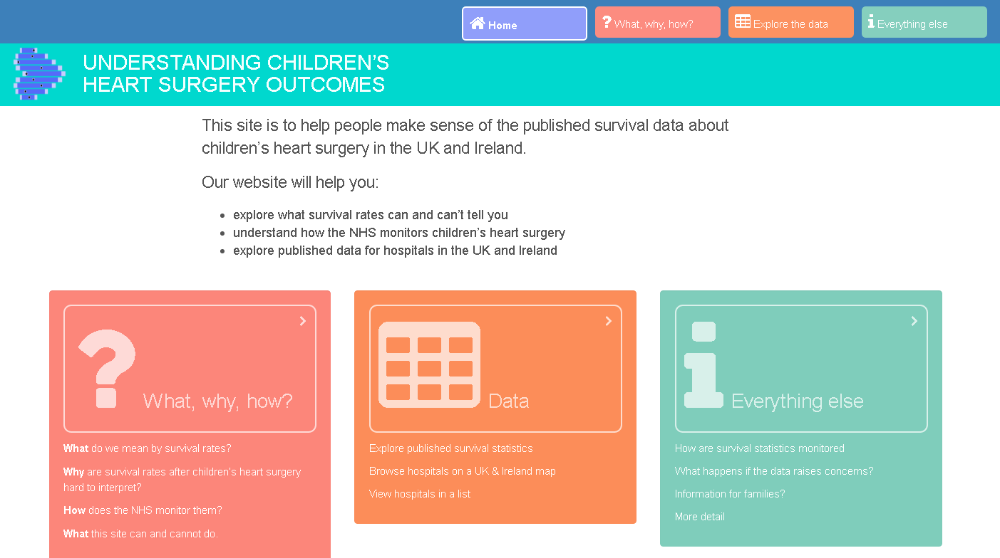 Home
What, why, how?
Explore the data
Everything else
UNDERSTANDING CHILDREN’S
HEART SURGERY OUTCOMES
This site is to help people make sense of the published survival data about
children’s heart surgery in the UK and Ireland.
Our website will help you:
• explore what survival rates can and can’t tell you
• understand how the NHS monitors children’s heart surgery
• explore published data for hospitals in the UK and Ireland
What, why, how?
What do we mean by survival rates?
Why are survival rates after children's heart surgery
hard to interpret?
How does the NHS monitor them?
What this site can and cannot do.
Data
Explore published survival statistics
Browse hospitals on a UK & Ireland map
View hospitals in a list
Everything else
How are survival statistics monitored
What happens if the data raises concerns?
Information for families?
More detail